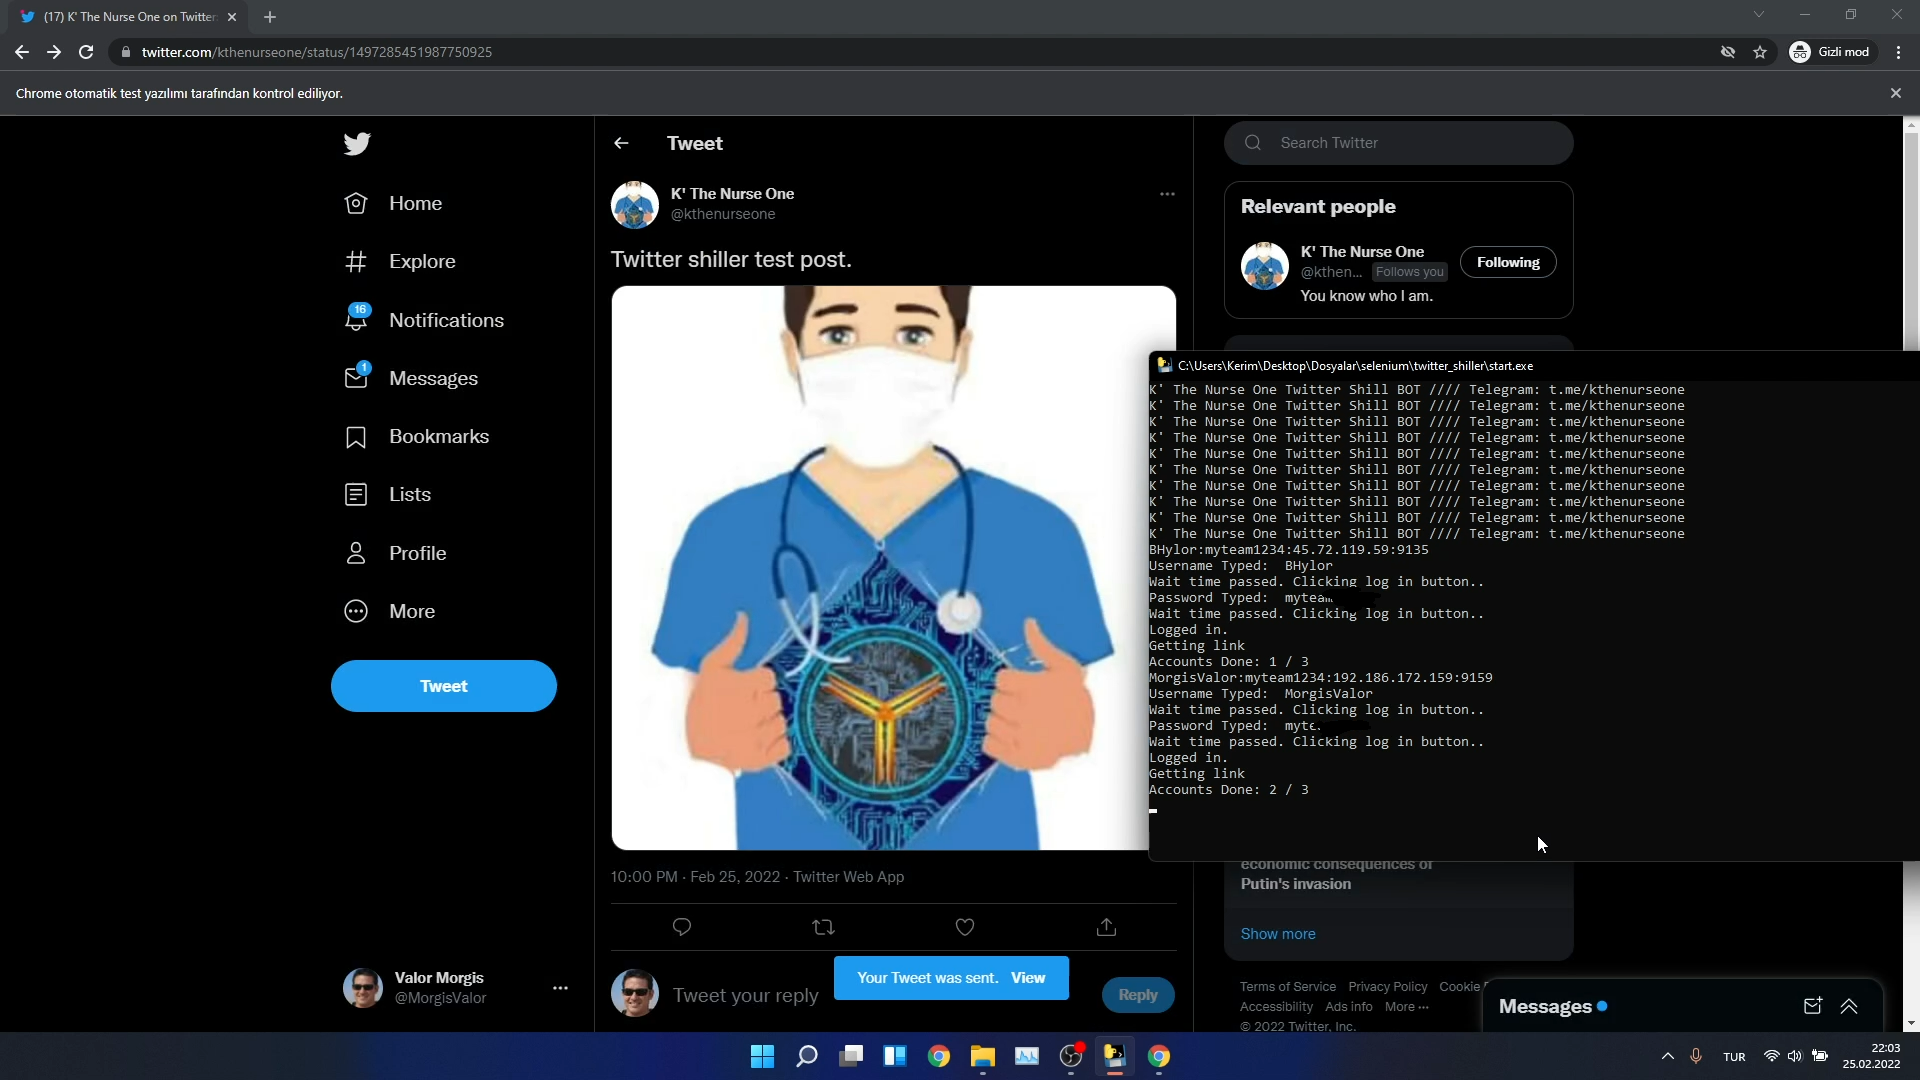 (17) K' The Nurse One on Twitter:
twitter.com/kthenurseone/status/1497285451987750925
Gizli mod
Chrome otomatik test yazılımı tarafından kontrol ediliyor.
Home
Explore
16
Notifications
1
Messages
Bookmarks
Lists
Profile
More
Tweet
Valor Morgis
@MorgisValor
Tweet
K' The Nurse One
@kthenurseone
Twitter shiller test post.
10:00 PM · Feb 25, 2022 · Twitter Web App
Tweet your reply
Reply
Your Tweet was sent. View
Search Twitter
Relevant people
K' The Nurse One
@kthen... Follows you
Following
You know who I am.
C:\Users\Kerim\Desktop\Dosyalar\selenium\twitter_shiller\start.exe
K' The Nurse One Twitter Shill BOT //// Telegram: t.me/kthenurseone
K' The Nurse One Twitter Shill BOT //// Telegram: t.me/kthenurseone
K' The Nurse One Twitter Shill BOT //// Telegram: t.me/kthenurseone
K' The Nurse One Twitter Shill BOT //// Telegram: t.me/kthenurseone
K' The Nurse One Twitter Shill BOT //// Telegram: t.me/kthenurseone
K' The Nurse One Twitter Shill BOT //// Telegram: t.me/kthenurseone
K' The Nurse One Twitter Shill BOT //// Telegram: t.me/kthenurseone
K' The Nurse One Twitter Shill BOT //// Telegram: t.me/kthenurseone
K' The Nurse One Twitter Shill BOT //// Telegram: t.me/kthenurseone
K' The Nurse One Twitter Shill BOT //// Telegram: t.me/kthenurseone
BHylor:myteam1234:45.72.119.59:9135
Username Typed: BHylor
Wait time passed. Clicking log in button..
Password Typed: myteam
Wait time passed. Clicking log in button..
Logged in.
Getting link
Accounts Done: 1 / 3
MorgisValor:myteam1234:192.186.172.159:9159
Username Typed: MorgisValor
Wait time passed. Clicking log in button..
Password Typed: myte
Wait time passed. Clicking log in button..
Logged in.
Getting link
Accounts Done: 2 / 3
economic consequences of
Putin's invasion
Show more
Terms of Service Privacy Policy Cookie
Accessibility Ads info More ···
© 2022 Twitter, Inc.
Messages
TUR
22:03
25.02.2022